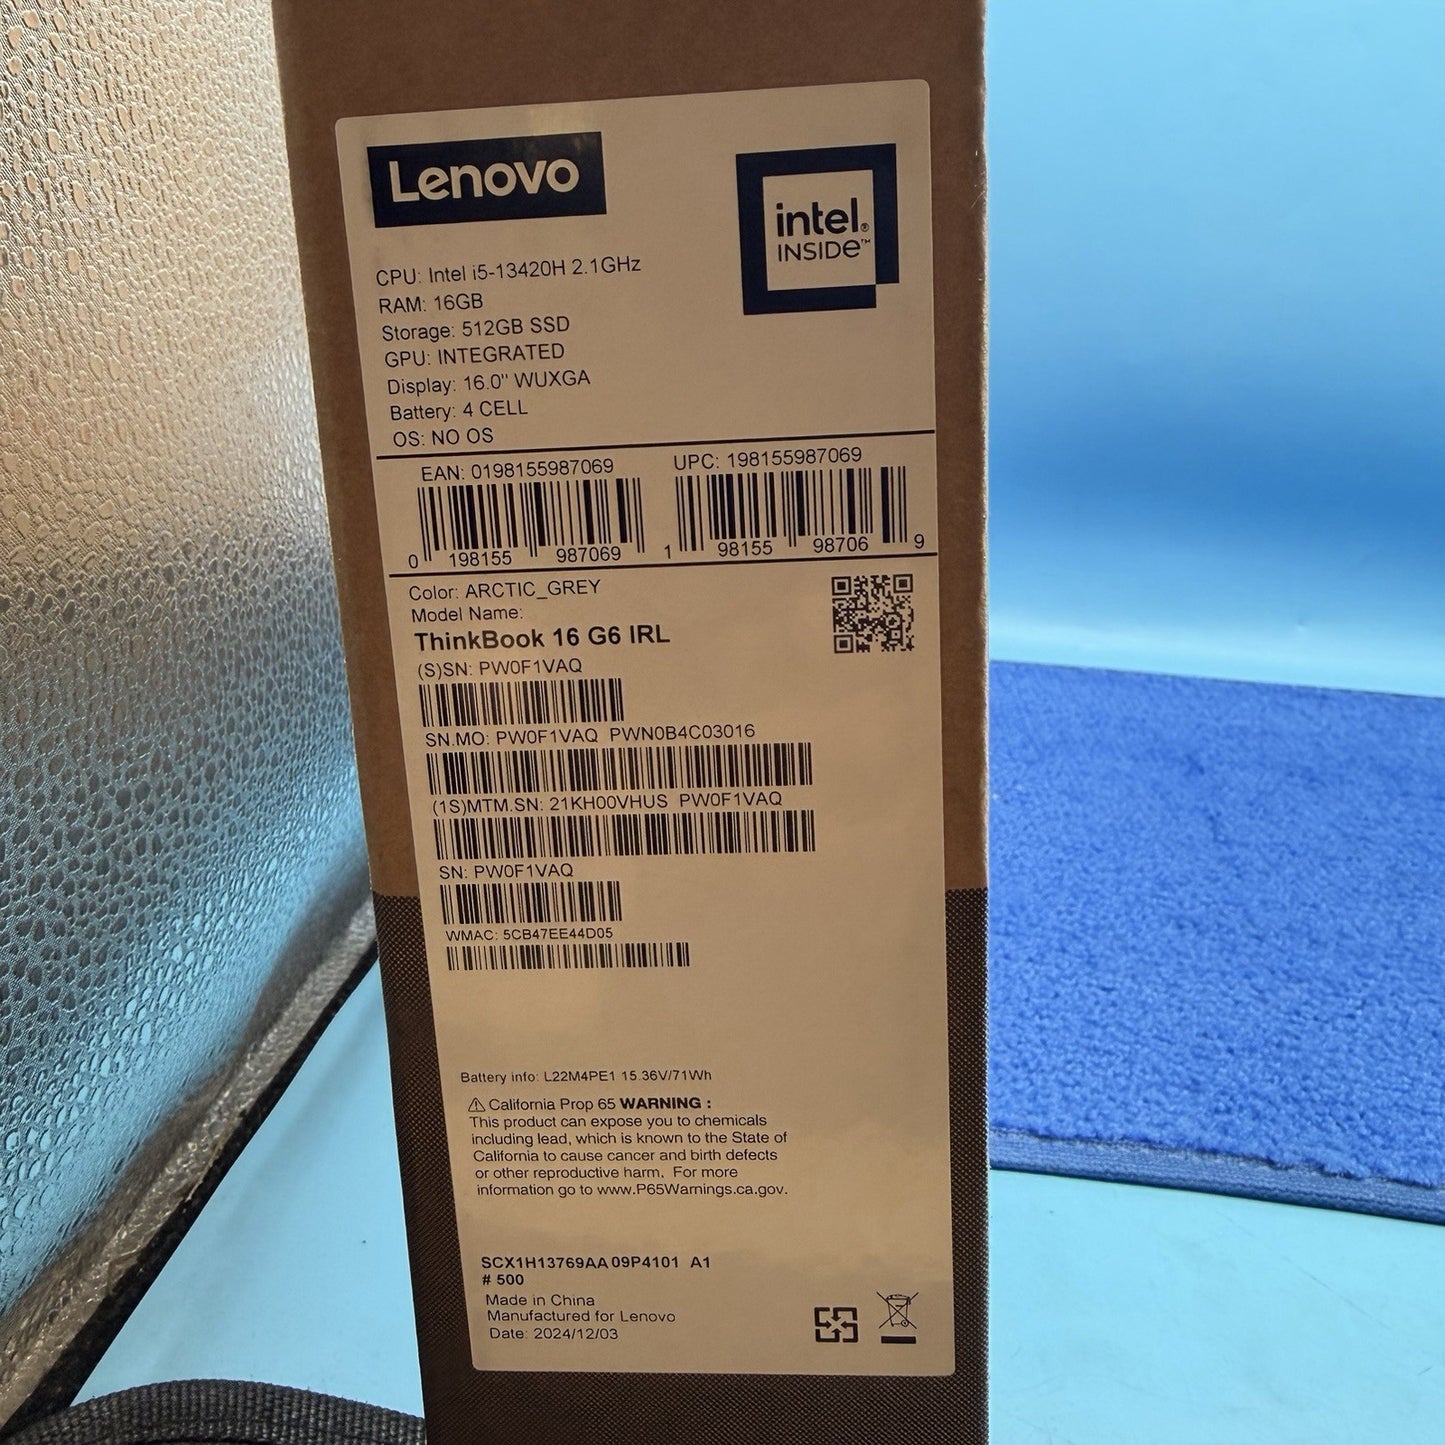 Lenovo
intel®
INSIDE™
CPU: Intel i5-13420H 2.1GHz
RAM: 16GB
Storage: 512GB SSD
GPU: INTEGRATED
Display: 16.0" WUXGA
Battery: 4 CELL
OS: NO OS
EAN: 0198155987069
UPC: 198155987069
0 198155 987069
1 98155 98706 9
Color: ARCTIC_GREY
Model Name:
ThinkBook 16 G6 IRL
(S)SN: PW0F1VAQ
SN.MO: PW0F1VAQ PWN0B4C03016
(1S)MTM.SN: 21KH00VHUS PW0F1VAQ
SN: PW0F1VAQ
WMAC: 5CB47EE44D05
Battery info: L22M4PE1 15.36V/71Wh
⚠ California Prop 65 WARNING :
This product can expose you to chemicals
including lead, which is known to the State of
California to cause cancer and birth defects
or other reproductive harm. For more
information go to www.P65Warnings.ca.gov.
SCX1H13769AA 09P4101 A1
# 500
Made in China
Manufactured for Lenovo
Date: 2024/12/03